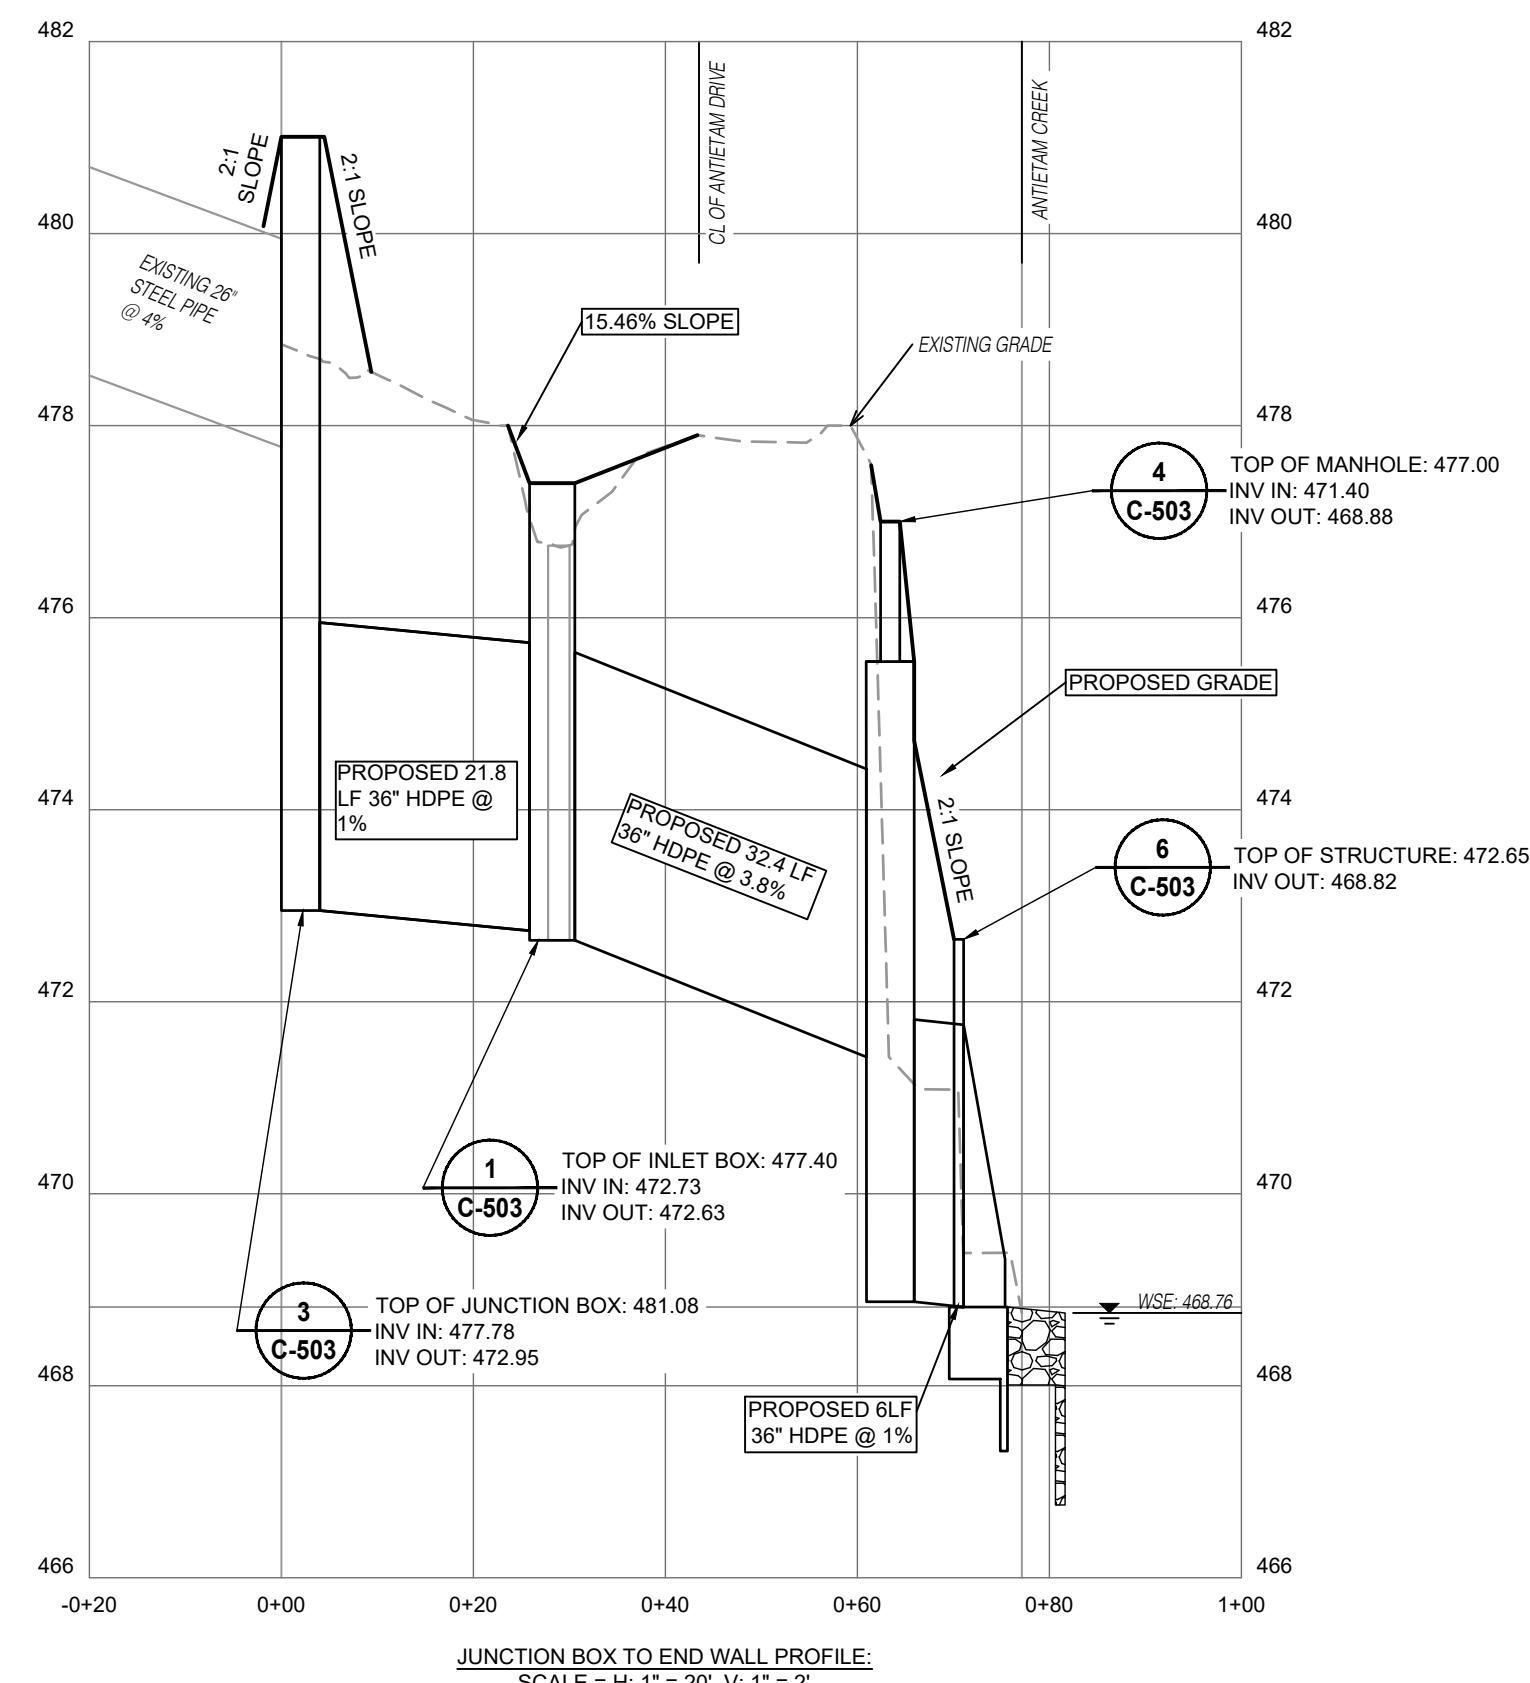 482
482
CL OF ANTIETAM DRIVE
ANTIETAM CREEK
2:1
SLOPE
2:1 SLOPE
480
480
EXISTING 26"
STEEL PIPE
@ 4%
15.46% SLOPE
EXISTING GRADE
478
478
4
C-503
TOP OF MANHOLE: 477.00
INV IN: 471.40
INV OUT: 468.88
476
476
PROPOSED GRADE
PROPOSED 21.8
LF 36" HDPE @
1%
474
474
PROPOSED 32.4 LF
36" HDPE @ 3.8%
2:1 SLOPE
6
C-503
TOP OF STRUCTURE: 472.65
INV OUT: 468.82
472
472
1
C-503
TOP OF INLET BOX: 477.40
INV IN: 472.73
INV OUT: 472.63
470
470
3
C-503
TOP OF JUNCTION BOX: 481.08
INV IN: 477.78
INV OUT: 472.95
WSE: 468.76
468
468
PROPOSED 6LF
36" HDPE @ 1%
466
466
-0+20
0+00
0+20
0+40
0+60
0+80
1+00
JUNCTION BOX TO END WALL PROFILE:
SCALE = H: 1" = 20', V: 1" = 2'